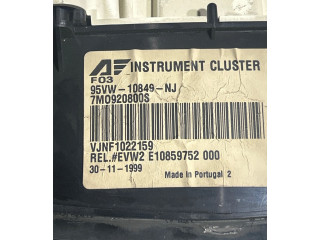 AF INSTRUMENT CLUSTER
F03
95VW-10849-NJ
7M0920800S
VJNF1022159
REL.#EVW2 E10859752 000
30-11-1999 Made in Portugal 2